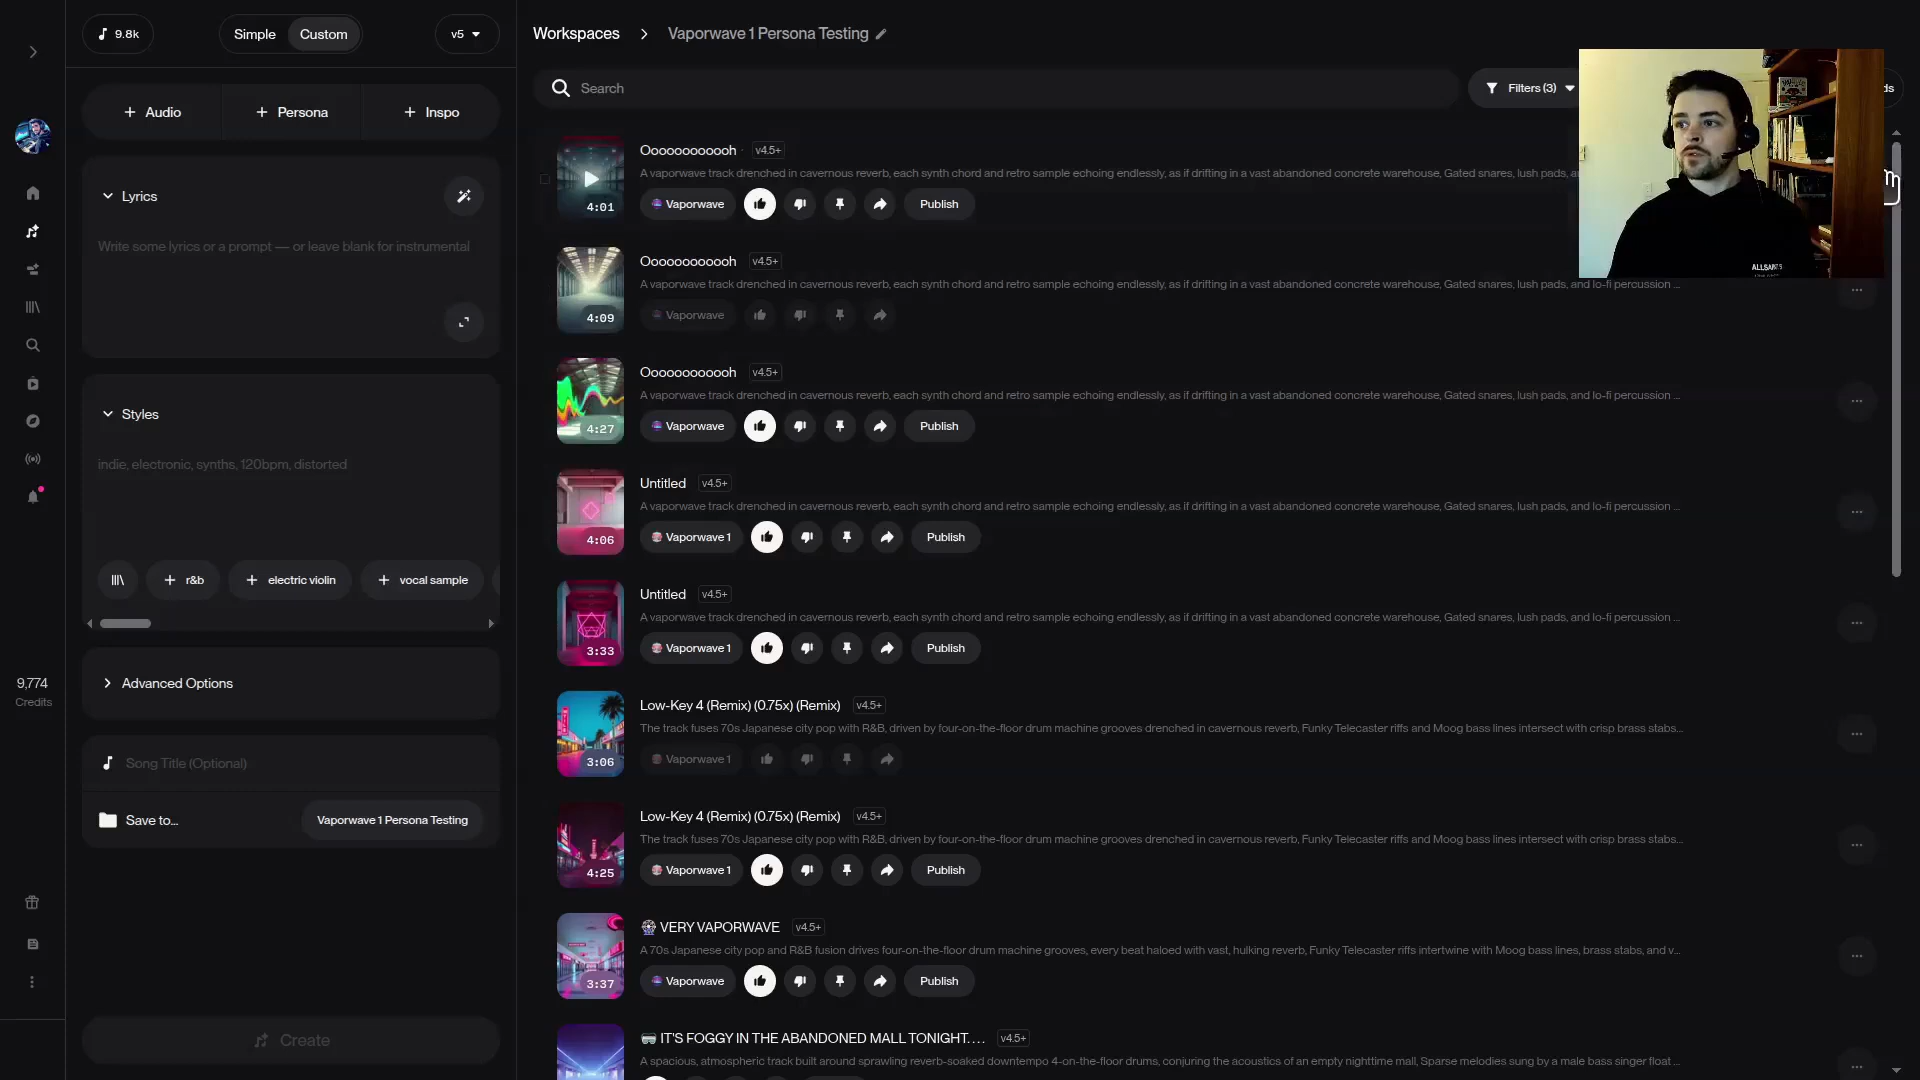 9.8k
Simple
Custom
v5
+ Audio
+ Persona
+ Inspo
Lyrics
Write some lyrics or a prompt — or leave blank for instrumental
Styles
indie, electronic, synths, 120bpm, distorted
+ r&b
+ electric violin
+ vocal sample
9,774
Credits
Advanced Options
Song Title (Optional)
Save to...
Vaporwave 1 Persona Testing
Create
Workspaces > Vaporwave 1 Persona Testing
Search
Filters (3)
ds
ALLSAINTS
Ooooooooooh v4.5+
A vaporwave track drenched in cavernous reverb, each synth chord and retro sample echoing endlessly, as if drifting in a vast abandoned concrete warehouse, Gated snares, lush pads, an
4:01
Vaporwave
Publish
Ooooooooooh v4.5+
A vaporwave track drenched in cavernous reverb, each synth chord and retro sample echoing endlessly, as if drifting in a vast abandoned concrete warehouse, Gated snares, lush pads, and lo-fi percussion ...
4:09
Vaporwave
Ooooooooooh v4.5+
A vaporwave track drenched in cavernous reverb, each synth chord and retro sample echoing endlessly, as if drifting in a vast abandoned concrete warehouse, Gated snares, lush pads, and lo-fi percussion ...
4:27
Vaporwave
Publish
Untitled v4.5+
A vaporwave track drenched in cavernous reverb, each synth chord and retro sample echoing endlessly, as if drifting in a vast abandoned concrete warehouse, Gated snares, lush pads, and lo-fi percussion ...
4:06
Vaporwave 1
Publish
Untitled v4.5+
A vaporwave track drenched in cavernous reverb, each synth chord and retro sample echoing endlessly, as if drifting in a vast abandoned concrete warehouse, Gated snares, lush pads, and lo-fi percussion ...
3:33
Vaporwave 1
Publish
Low-Key 4 (Remix) (0.75x) (Remix) v4.5+
The track fuses 70s Japanese city pop with R&B, driven by four-on-the-floor drum machine grooves drenched in cavernous reverb, Funky Telecaster riffs and Moog bass lines intersect with crisp brass stabs...
3:06
Vaporwave 1
Low-Key 4 (Remix) (0.75x) (Remix) v4.5+
The track fuses 70s Japanese city pop with R&B, driven by four-on-the-floor drum machine grooves drenched in cavernous reverb, Funky Telecaster riffs and Moog bass lines intersect with crisp brass stabs...
4:25
Vaporwave 1
Publish
VERY VAPORWAVE v4.5+
A 70s Japanese city pop and R&B fusion drives four-on-the-floor drum machine grooves, every beat haloed with vast, hulking reverb, Funky Telecaster riffs intertwine with Moog bass lines, brass stabs, and v...
3:37
Vaporwave
Publish
IT'S FOGGY IN THE ABANDONED MALL TONIGHT.... v4.5+
A spacious, atmospheric track built around sprawling reverb-soaked downtempo 4-on-the-floor drums, conjuring the acoustics of an empty nighttime mall, Sparse melodies sung by a male bass singer float ...